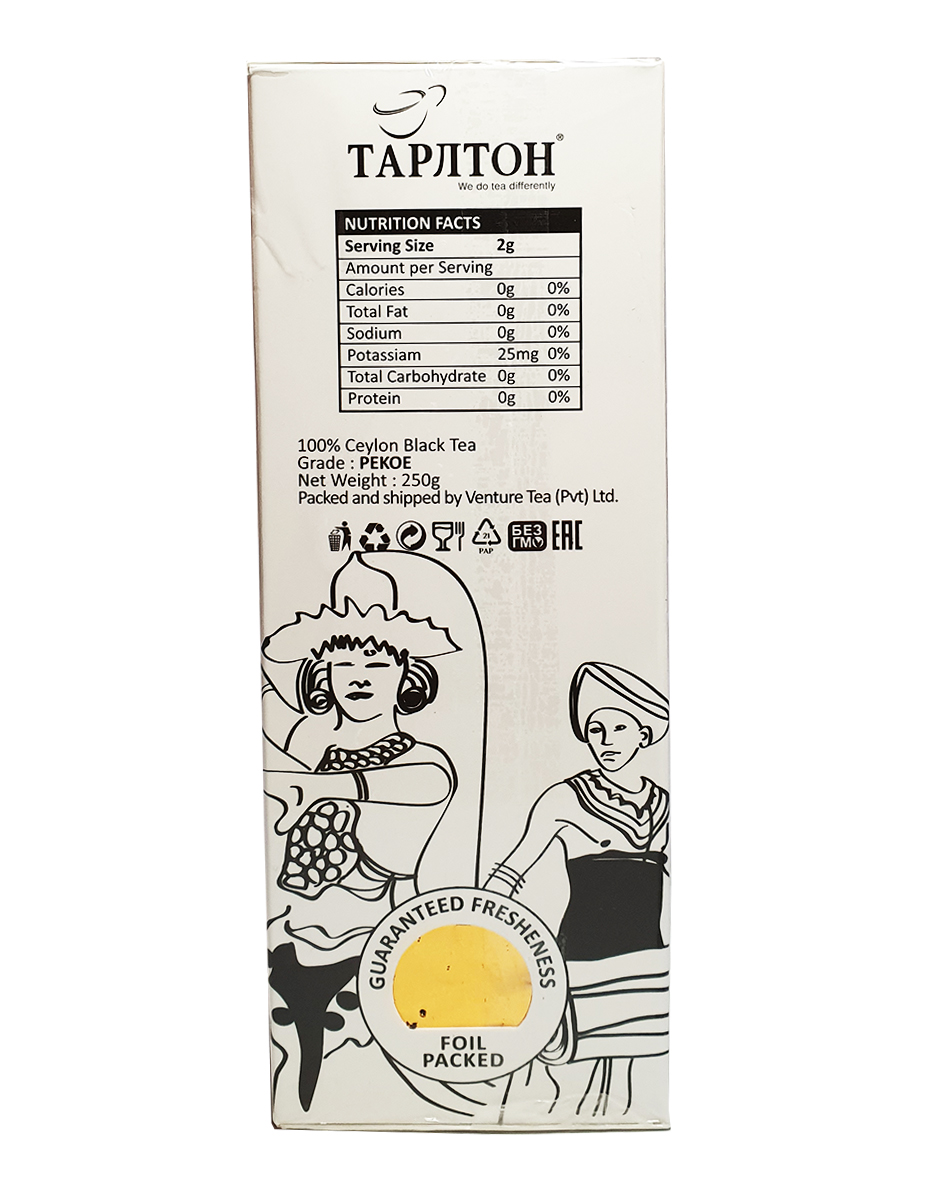 ТАРЛТОН®
We do tea differently
NUTRITION FACTS
Serving Size 2g
Amount per Serving
Calories 0g 0%
Total Fat 0g 0%
Sodium 0g 0%
Potassiam 25mg 0%
Total Carbohydrate 0g 0%
Protein 0g 0%
100% Ceylon Black Tea
Grade : PEKOE
Net Weight : 250g
Packed and shipped by Venture Tea (Pvt) Ltd.
21
PAP
БЕЗ
ГМО
EAC
GUARANTEED FRESHENESS
FOIL
PACKED